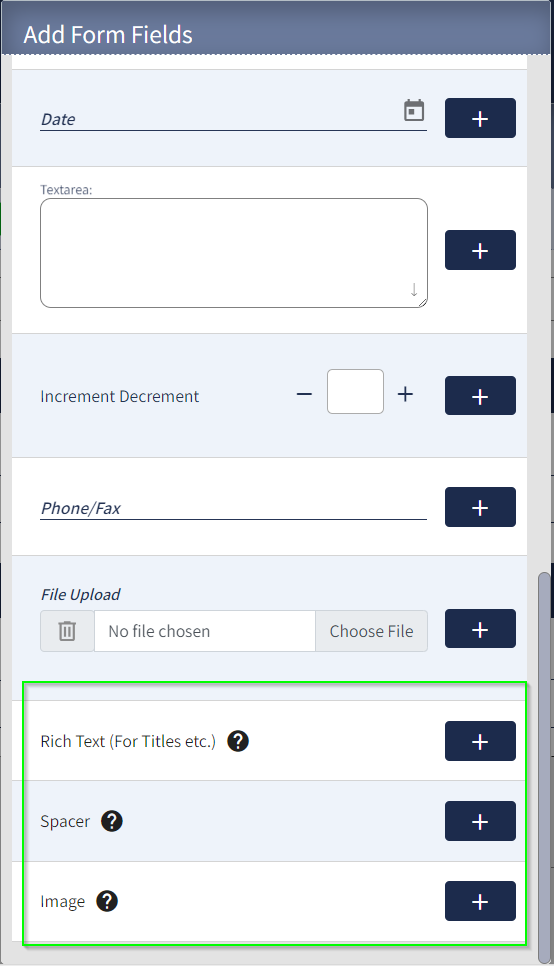 Add Form Fields
Date
+
Textarea:
+
Increment Decrement − + +
Phone/Fax +
File Upload
No file chosen Choose File +
Rich Text (For Titles etc.) ? +
Spacer ? +
Image ? +